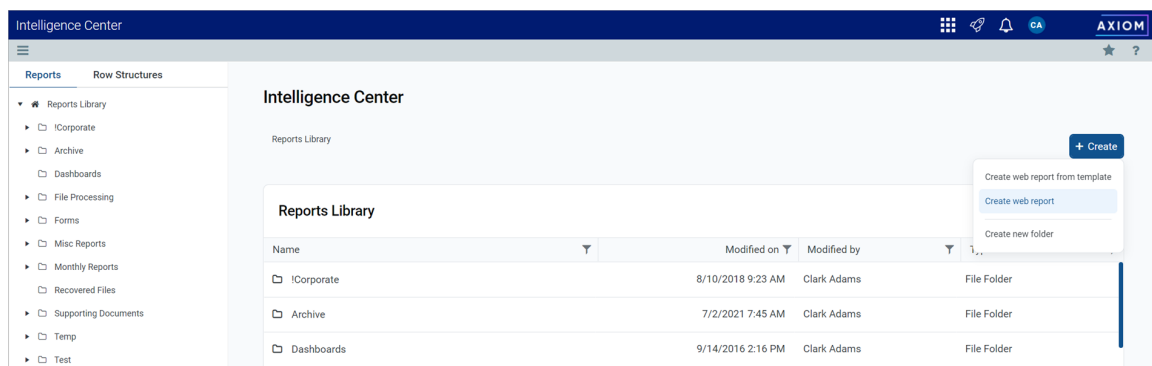 Intelligence Center
CA
AXIOM
?
Reports Row Structures
Reports Library
!Corporate
Archive
Dashboards
File Processing
Forms
Misc Reports
Monthly Reports
Recovered Files
Supporting Documents
Temp
Test
Intelligence Center
Reports Library
+ Create
Create web report from template
Create web report
Create new folder
Reports Library
Name Modified on Modified by
!Corporate 8/10/2018 9:23 AM Clark Adams File Folder
Archive 7/2/2021 7:45 AM Clark Adams File Folder
Dashboards 9/14/2016 2:16 PM Clark Adams File Folder